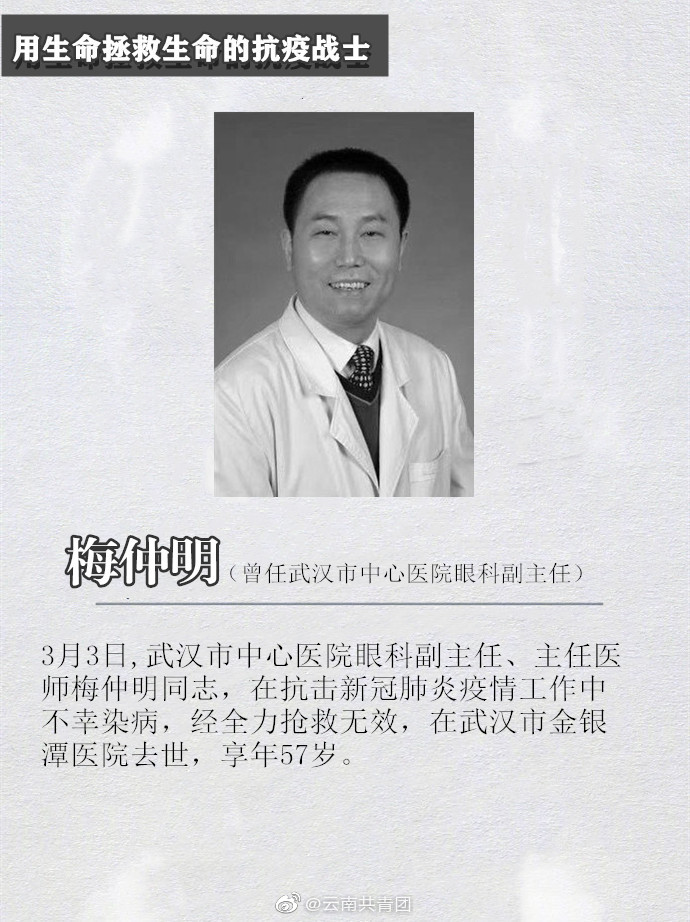 用生命拯救生命的抗疫战士
梅仲明（曾任武汉市中心医院眼科副主任）
3月3日,武汉市中心医院眼科副主任、主任医
师梅仲明同志，在抗击新冠肺炎疫情工作中
不幸染病，经全力抢救无效，在武汉市金银
潭医院去世，享年57岁。
@云南共青团